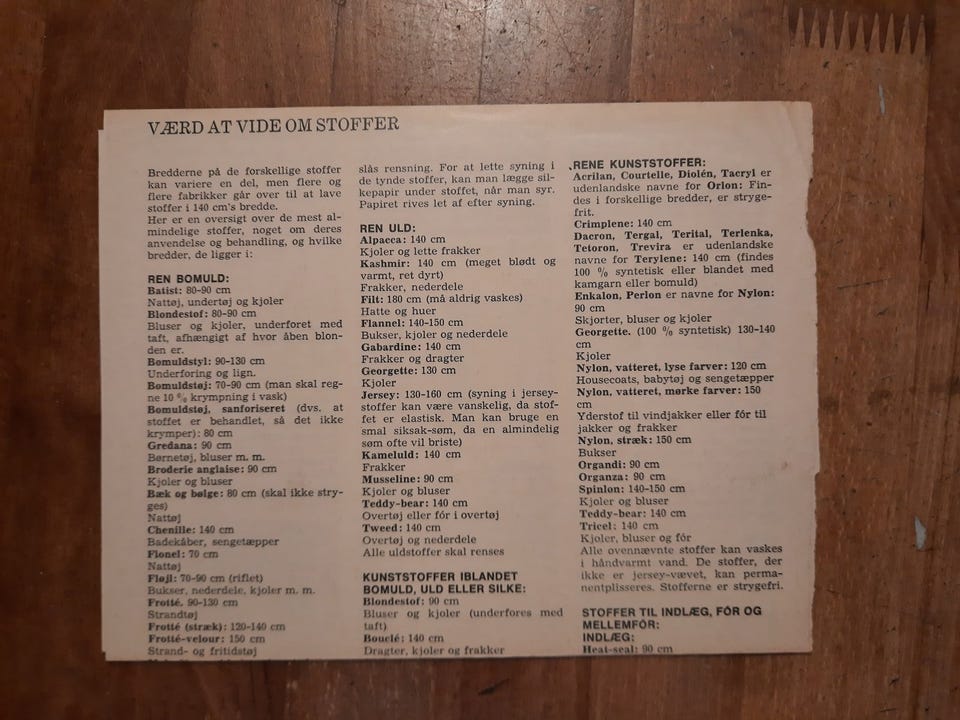 VÆRD AT VIDE OM STOFFER
Bredderne på de forskellige stoffer
kan variere en del, men flere og
flere fabrikker går over til at lave
stoffer i 140 cm's bredde.
Her er en oversigt over de mest al-
mindelige stoffer, noget om deres
anvendelse og behandling, og hvilke
bredder, de ligger i:
REN BOMULD:
Batist: 80-90 cm
Nattøj, undertøj og kjoler
Blondestof: 80-90 cm
Bluser og kjoler, underforet med
taft, afhængigt af hvor åben blon-
den er.
Bomuldstyl: 90-130 cm
Underforing og lign.
Bomuldstøj: 70-90 cm (man skal reg-
ne 10 % krympning i vask)
Bomuldstøj, sanforiseret (dvs. at
stoffet er behandlet, så det ikke
krymper): 80 cm
Gredana: 90 cm
Børnetøj, bluser m. m.
Broderie anglaise: 90 cm
Kjoler og bluser
Bæk og bølge: 80 cm (skal ikke stry-
ges)
Nattøj
Chenille: 140 cm
Badekåber, sengetæpper
Flonel: 70 cm
Nattøj
Fløjl: 70-90 cm (riflet)
Bukser, nederdele, kjoler m. m.
Frotté. 90-130 cm
Strandtøj
Frotté (stræk): 120-140 cm
Frotté-velour: 150 cm
Strand- og fritidstøj
slås rensning. For at lette syning i
de tynde stoffer, kan man lægge sil-
kepapir under stoffet, når man syr.
Papiret rives let af efter syning.
REN ULD:
Alpacca: 140 cm
Kjoler og lette frakker
Kashmir: 140 cm (meget blødt og
varmt, ret dyrt)
Frakker, nederdele
Filt: 180 cm (må aldrig vaskes)
Hatte og huer
Flannel: 140-150 cm
Bukser, kjoler og nederdele
Gabardine: 140 cm
Frakker og dragter
Georgette: 130 cm
Kjoler
Jersey: 130-160 cm (syning i jersey-
stoffer kan være vanskelig, da stof-
fet er elastisk. Man kan bruge en
smal siksak-søm, da en almindelig
søm ofte vil briste)
Kameluld: 140 cm
Frakker
Musseline: 90 cm
Kjoler og bluser
Teddy-bear: 140 cm
Overtøj eller fór i overtøj
Tweed: 140 cm
Overtøj og nederdele
Alle uldstoffer skal renses
KUNSTSTOFFER IBLANDET
BOMULD, ULD ELLER SILKE:
Blondestof: 90 cm
Bluser og kjoler (underfores med
taft)
Bouclé: 140 cm
Dragter, kjoler og frakker
RENE KUNSTSTOFFER:
Acrilan, Courtelle, Diolén, Tacryl er
udenlandske navne for Orlon: Fin-
des i forskellige bredder, er stryge-
frit.
Crimplene: 140 cm
Dacron, Tergal, Terital, Terlenka,
Tetoron, Trevira er udenlandske
navne for Terylene: 140 cm (findes
100 % syntetisk eller blandet med
kamgarn eller bomuld)
Enkalon, Perlon er navne for Nylon:
90 cm
Skjorter, bluser og kjoler
Georgette. (100 % syntetisk) 130-140
cm
Kjoler
Nylon, vatteret, lyse farver: 120 cm
Housecoats, babytøj og sengetæpper
Nylon, vatteret, mørke farver: 150
cm
Yderstof til vindjakker eller fór til
jakker og frakker
Nylon, stræk: 150 cm
Bukser
Organdi: 90 cm
Organza: 90 cm
Spinlon: 140-150 cm
Kjoler og bluser
Teddy-bear: 140 cm
Tricel: 140 cm
Kjoler, bluser og fór
Alle ovennævnte stoffer kan vaskes
i håndvarmt vand. De stoffer, der
ikke er jersey-vævet, kan perma-
nentplisseres. Stofferne er strygefri.
STOFFER TIL INDLÆG, FÓR OG
MELLEMFÓR:
INDLÆG:
Heat-seal: 90 cm